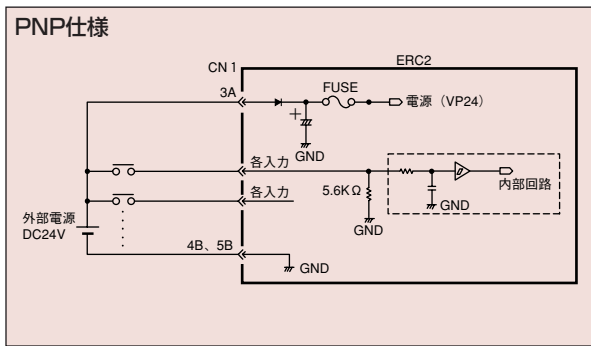 PNP仕様
CN 1
ERC2
3A
FUSE
電源（VP24）
+
GND
各入力
各入力
5.6KΩ
GND
GND
内部回路
外部電源
DC24V
4B、5B
GND